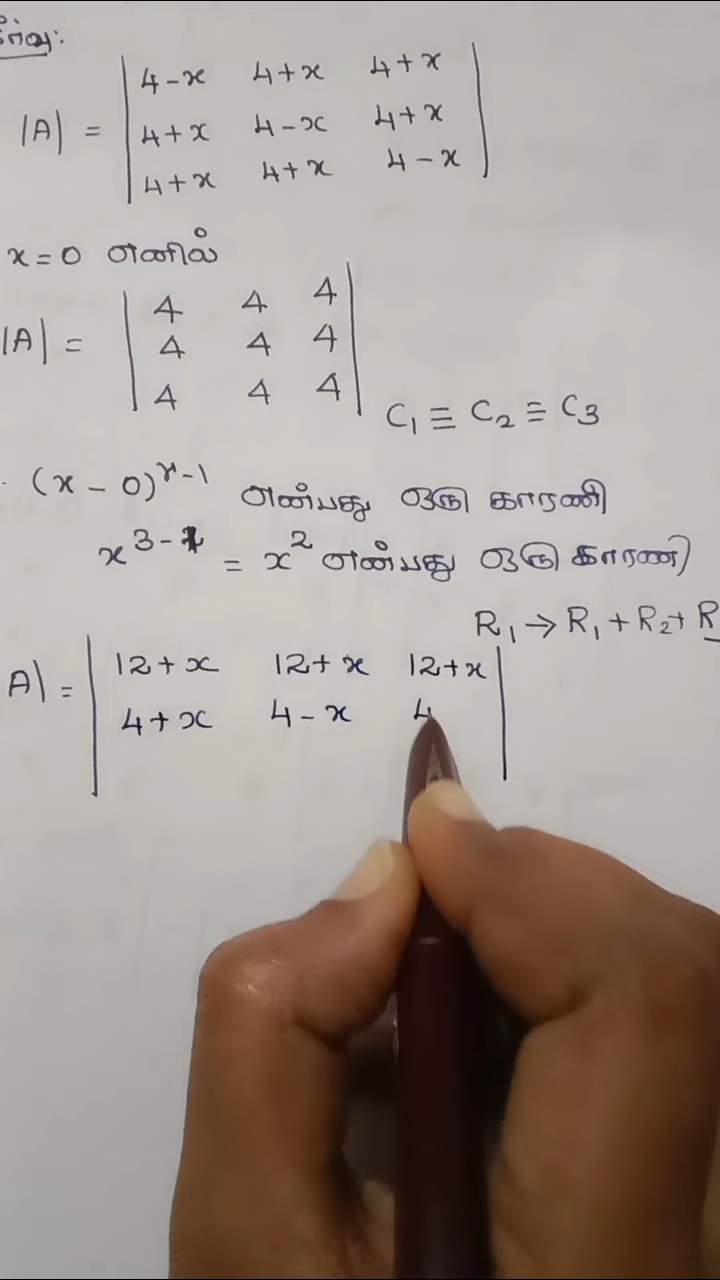 தீர்வு:
|A| = | 4-x 4+x 4+x |
| 4+x 4-x 4+x |
| 4+x 4+x 4-x |
x=0 எனில்
|A| = | 4 4 4 |
| 4 4 4 |
| 4 4 4 |
C₁ ≡ C₂ ≡ C₃
(x-0)^(r-1) என்பது ஒரு காரணி
x^(3-1) = x² என்பது ஒரு காரணி
R₁ → R₁ + R₂ + R
A| = | 12+x 12+x 12+x |
| 4+x 4-x 4